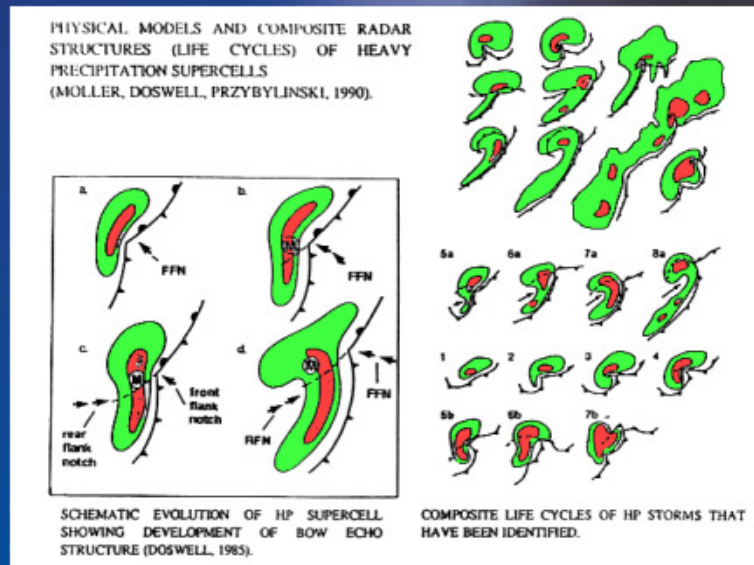 PHYSICAL MODELS AND COMPOSITE RADAR
STRUCTURES (LIFE CYCLES) OF HEAVY
PRECIPITATION SUPERCELLS
(MOLLER, DOSWELL, PRZYBYLINSKI, 1990).
a.
FFN
b.
M
FFN
c.
M
rear
flank
notch
front
flank
notch
d.
M
RFN
FFN
SCHEMATIC EVOLUTION OF HP SUPERCELL
SHOWING DEVELOPMENT OF BOW ECHO
STRUCTURE (DOSWELL, 1985).
5a 6a 7a 8a
1 2 3 4
5b 6b 7b
COMPOSITE LIFE CYCLES OF HP STORMS THAT
HAVE BEEN IDENTIFIED.